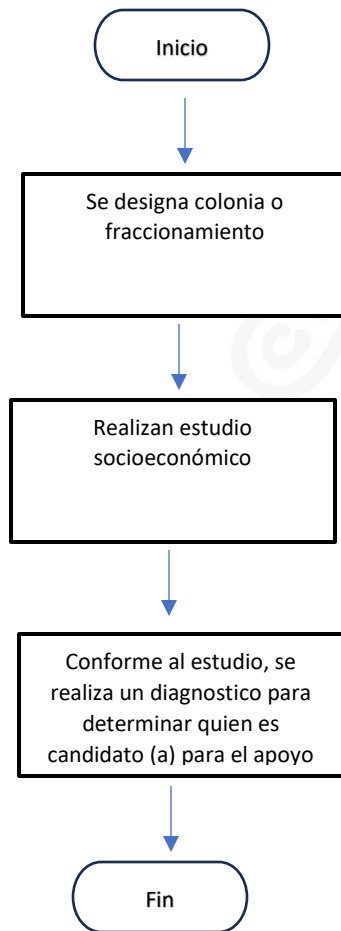 Inicio
Se designa colonia o
fraccionamiento
Realizan estudio
socioeconómico
Conforme al estudio, se
realiza un diagnostico para
determinar quien es
candidato (a) para el apoyo
Fin